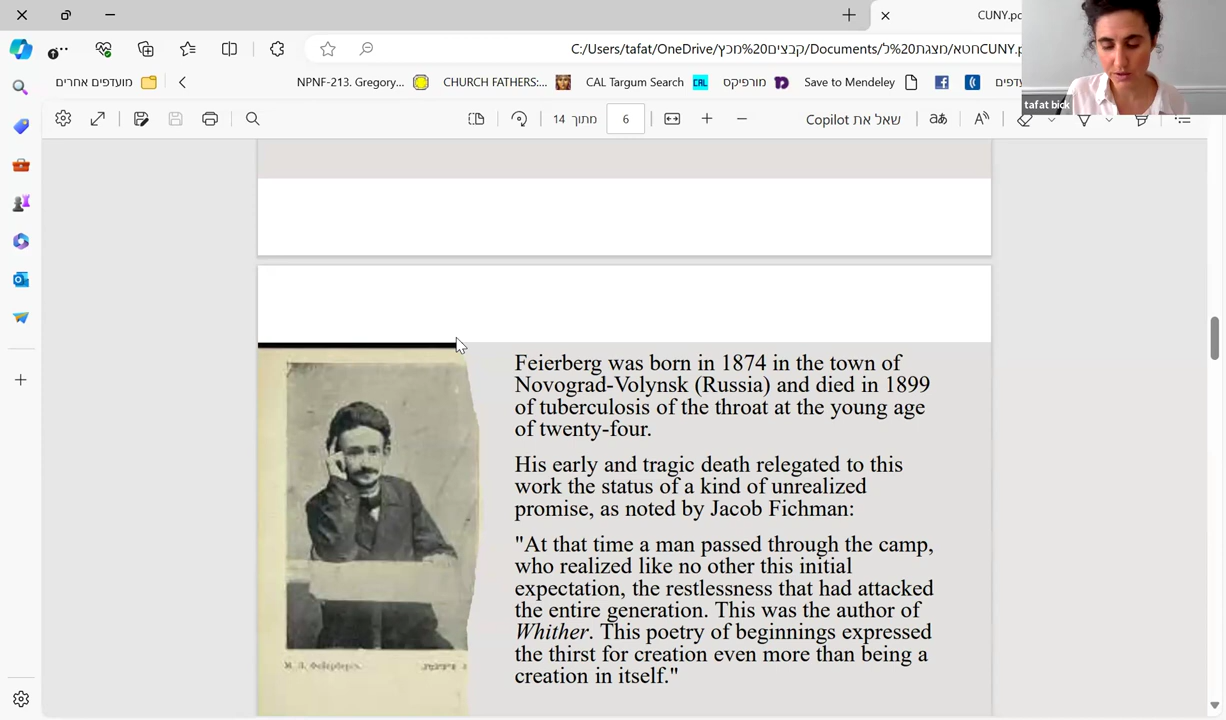 CUNY.pc
C:/Users/tafat/OneDrive/קבצים%20מכץ/Documents/מצגת%20ל/חטאCUNY.p
מועדפים אחרים
NPNF-213. Gregory...
CHURCH FATHERS:...
CAL Targum Search
CAL
מורפיקס
Save to Mendeley
tafat bick
14 מתוך
6
שאל את Copilot
Feierberg was born in 1874 in the town of
Novograd-Volynsk (Russia) and died in 1899
of tuberculosis of the throat at the young age
of twenty-four.
His early and tragic death relegated to this
work the status of a kind of unrealized
promise, as noted by Jacob Fichman:
"At that time a man passed through the camp,
who realized like no other this initial
expectation, the restlessness that had attacked
the entire generation. This was the author of
Whither. This poetry of beginnings expressed
the thirst for creation even more than being a
creation in itself."